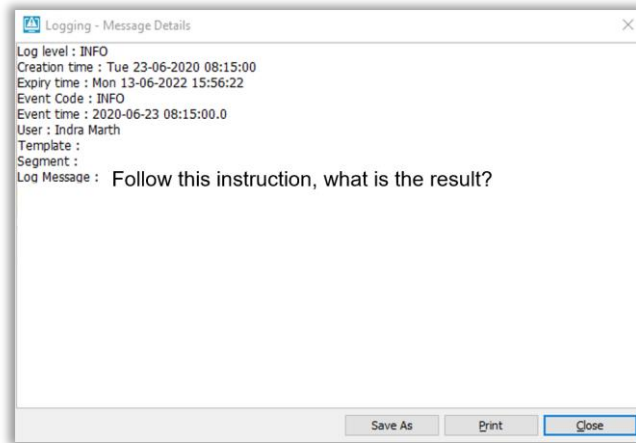 Logging - Message Details
Log level : INFO
Creation time : Tue 23-06-2020 08:15:00
Expiry time : Mon 13-06-2022 15:56:22
Event Code : INFO
Event time : 2020-06-23 08:15:00.0
User : Indra Marth
Template :
Segment :
Log Message : Follow this instruction, what is the result?
Save As Print Close